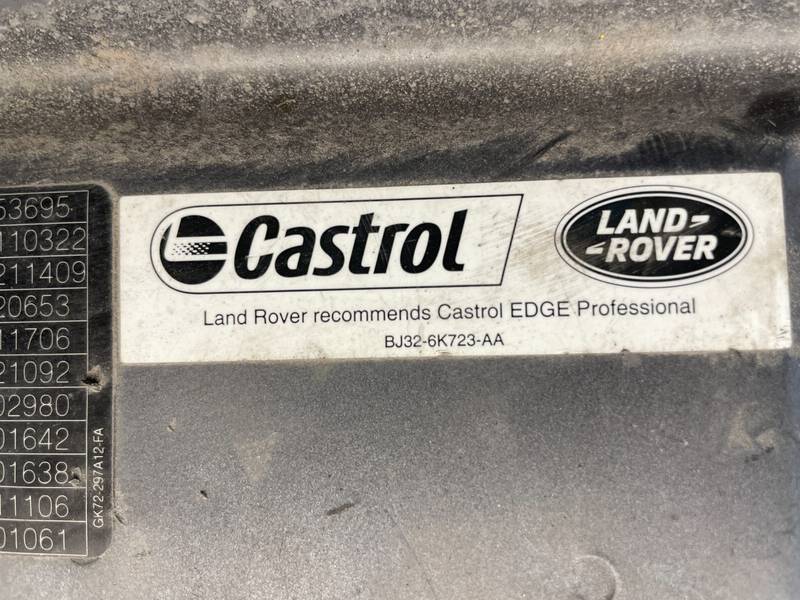 53695
110322
211409
20653
11706
21092
02980
01642
01638
11106
01061
GK72-297A12-FA
Castrol
LAND-
-ROVER
Land Rover recommends Castrol EDGE Professional
BJ32-6K723-AA